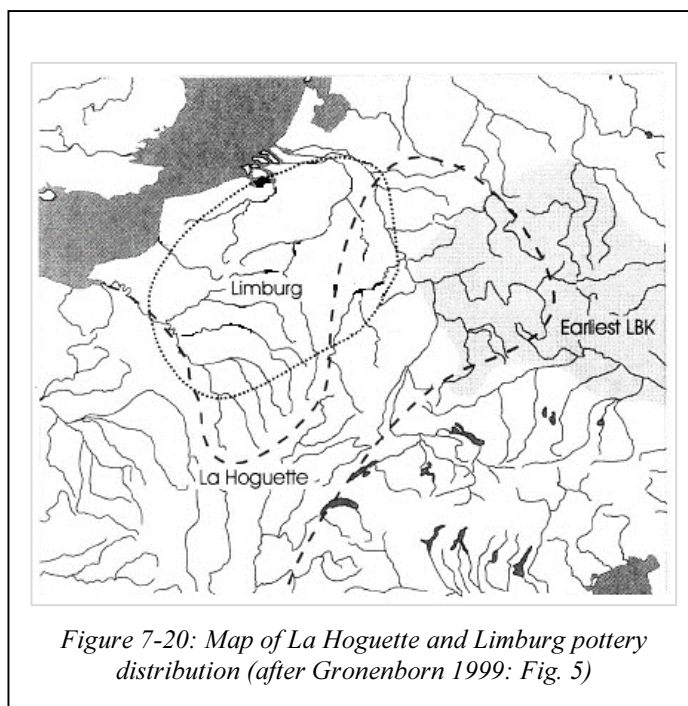 Limburg
Earliest LBK
La Hoguette
Figure 7-20: Map of La Hoguette and Limburg pottery
distribution (after Gronenborn 1999: Fig. 5)